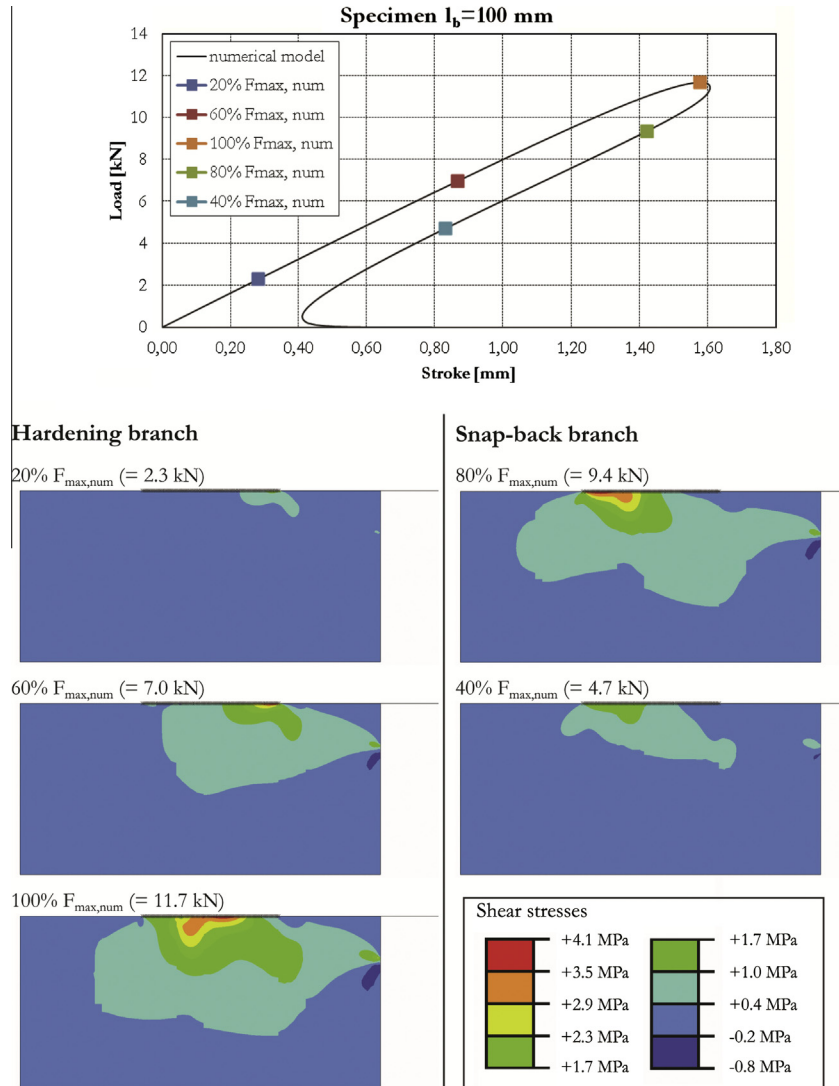 Specimen l_b=100 mm
14
12
10
8
6
4
2
0
Load [kN]
numerical model
20% Fmax, num
60% Fmax, num
100% Fmax, num
80% Fmax, num
40% Fmax, num
0,00 0,20 0,40 0,60 0,80 1,00 1,20 1,40 1,60 1,80
Stroke [mm]
Hardening branch
20% F_max,num (= 2.3 kN)
60% F_max,num (= 7.0 kN)
100% F_max,num (= 11.7 kN)
Snap-back branch
80% F_max,num (= 9.4 kN)
40% F_max,num (= 4.7 kN)
Shear stresses
+4.1 MPa
+3.5 MPa
+2.9 MPa
+2.3 MPa
+1.7 MPa
+1.7 MPa
+1.0 MPa
+0.4 MPa
-0.2 MPa
-0.8 MPa